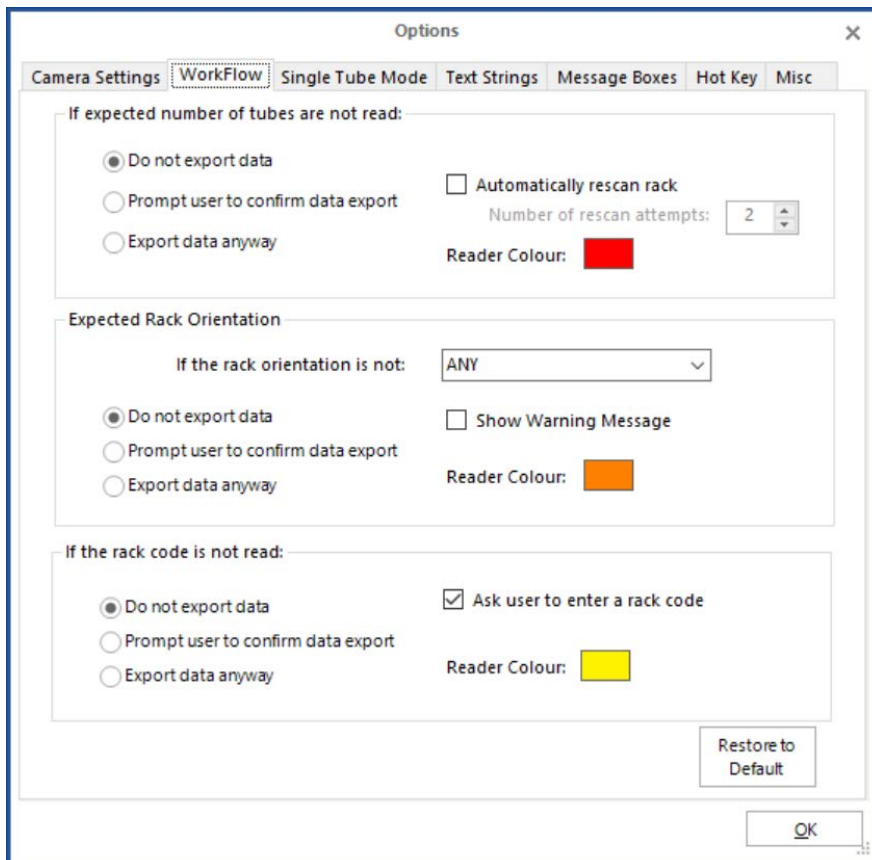 Options
Camera Settings WorkFlow Single Tube Mode Text Strings Message Boxes Hot Key Misc
If expected number of tubes are not read:
Do not export data
Prompt user to confirm data export
Export data anyway
Automatically rescan rack
Number of rescan attempts: 2
Reader Colour:
Expected Rack Orientation
If the rack orientation is not: ANY
Do not export data
Prompt user to confirm data export
Export data anyway
Show Warning Message
Reader Colour:
If the rack code is not read:
Do not export data
Prompt user to confirm data export
Export data anyway
Ask user to enter a rack code
Reader Colour:
Restore to
Default
OK